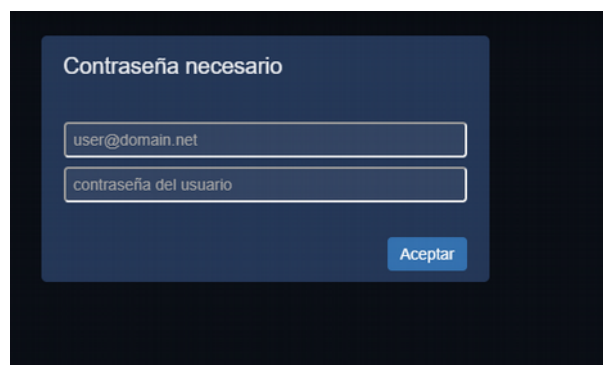 Contraseña necesario
user@domain.net
contraseña del usuario
Aceptar